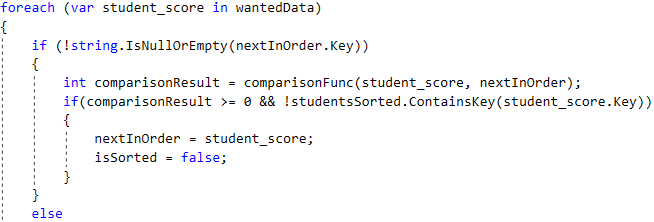 foreach (var student_score in wantedData)
{
if (!string.IsNullOrEmpty(nextInOrder.Key))
{
int comparisonResult = comparisonFunc(student_score, nextInOrder);
if(comparisonResult >= 0 && !studentsSorted.ContainsKey(student_score.Key))
{
nextInOrder = student_score;
isSorted = false;
}
}
else